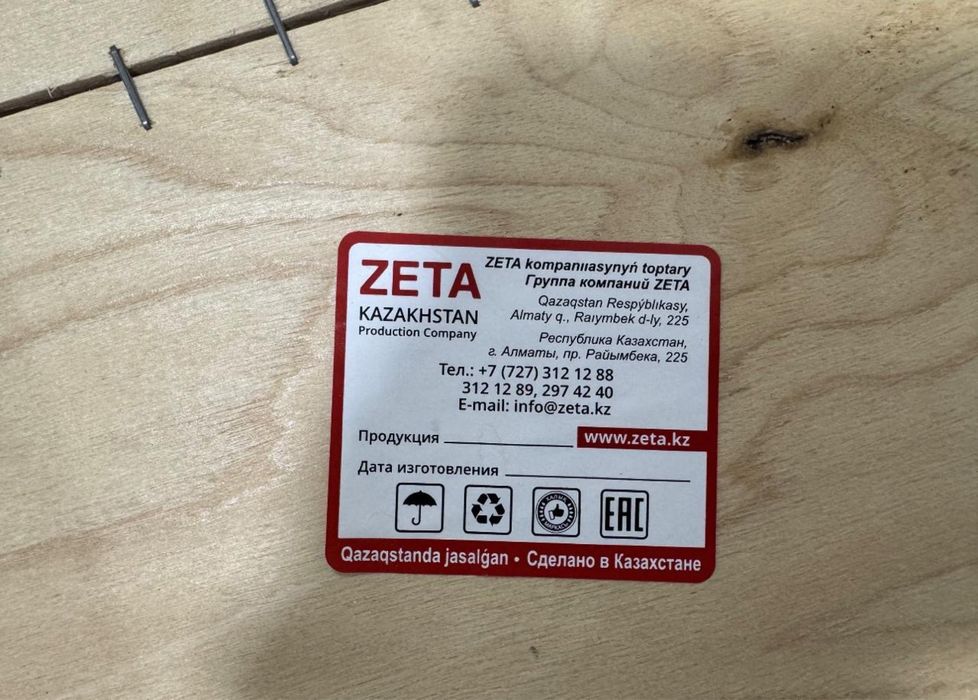 ZETA
KAZAKHSTAN
Production Company
ZETA kompanııasynyń toptary
Группа компаний ZETA
Qazaqstan Respýblıkasy,
Almaty q., Raıymbek d-ly, 225
Республика Казахстан,
г. Алматы, пр. Райымбека, 225
Тел.: +7 (727) 312 12 88
312 12 89, 297 42 40
E-mail: info@zeta.kz
Продукция
www.zeta.kz
Дата изготовления
ХАЛЫҚ
МАРКАСЫ
EAC
Qazaqstanda jasalǵan • Сделано в Казахстане